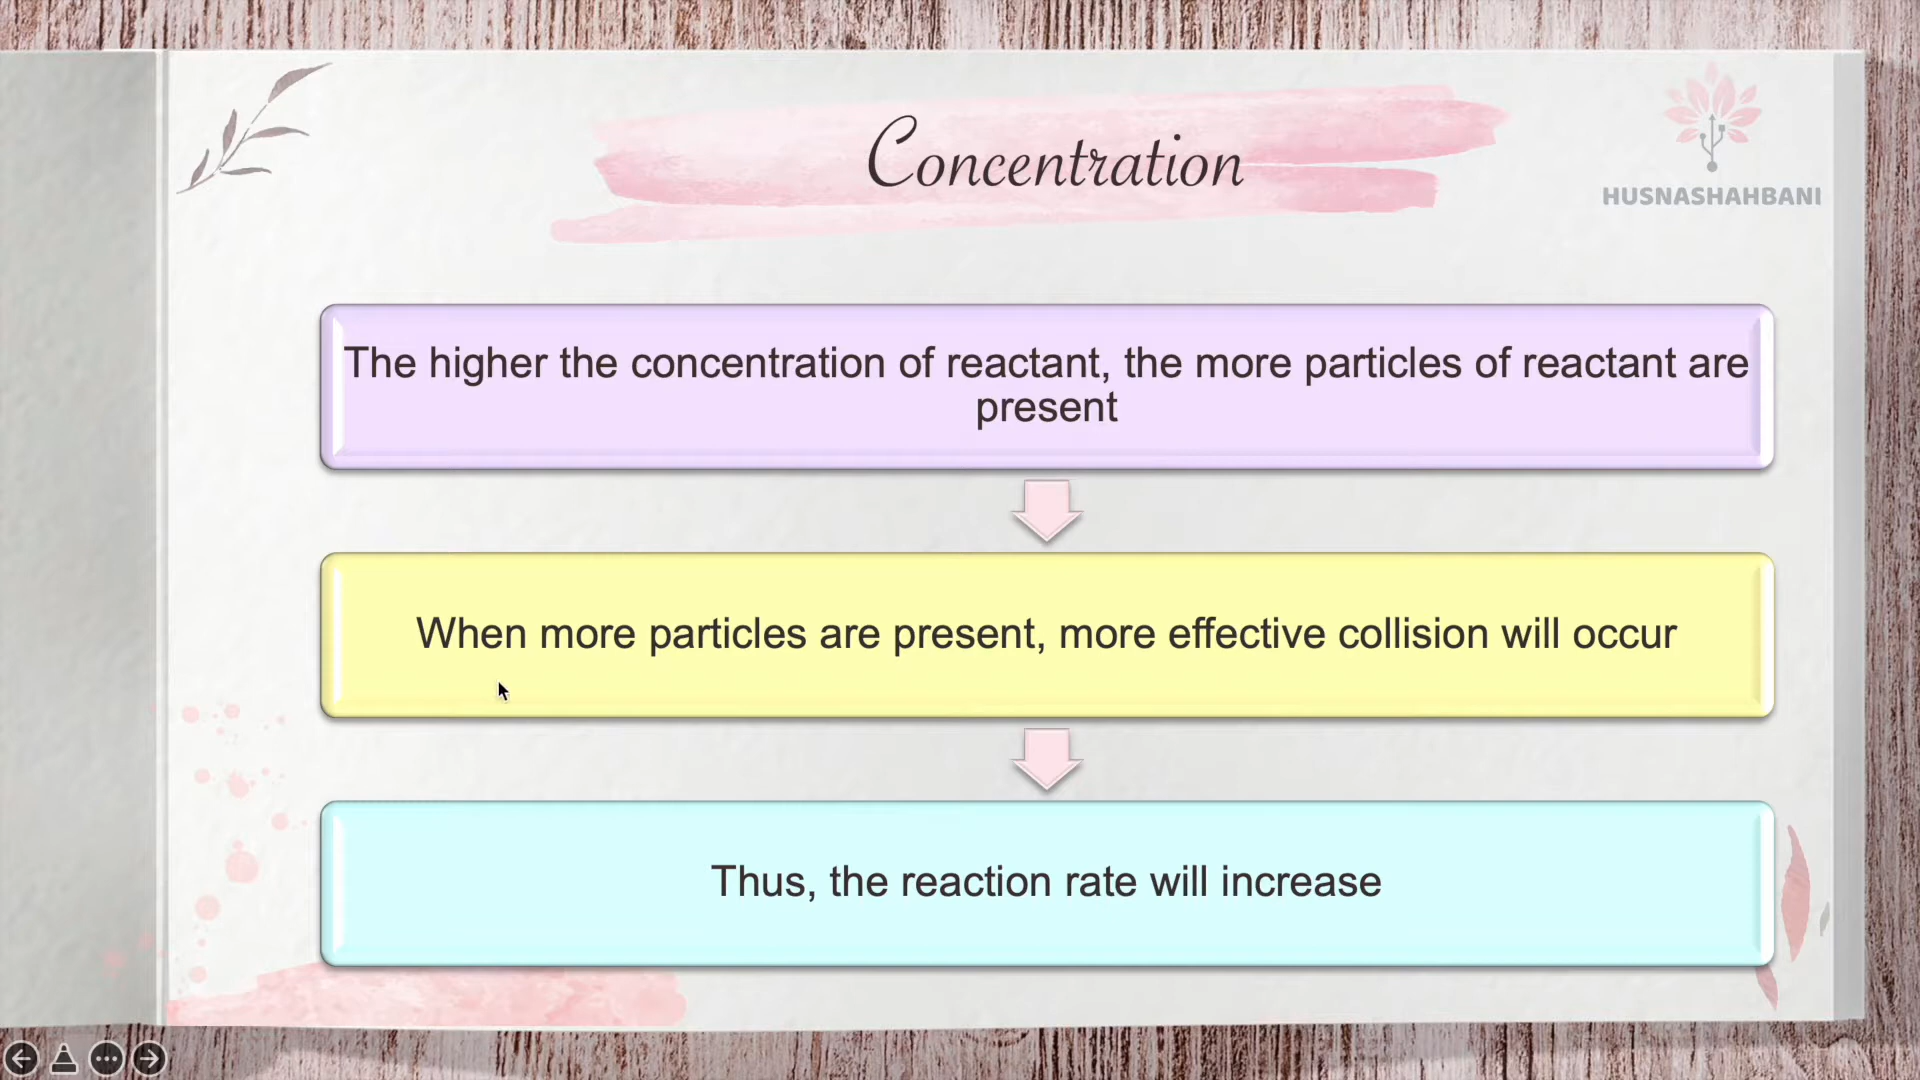 Concentration
HUSNASHAHBANI
The higher the concentration of reactant, the more particles of reactant are
present
When more particles are present, more effective collision will occur
Thus, the reaction rate will increase